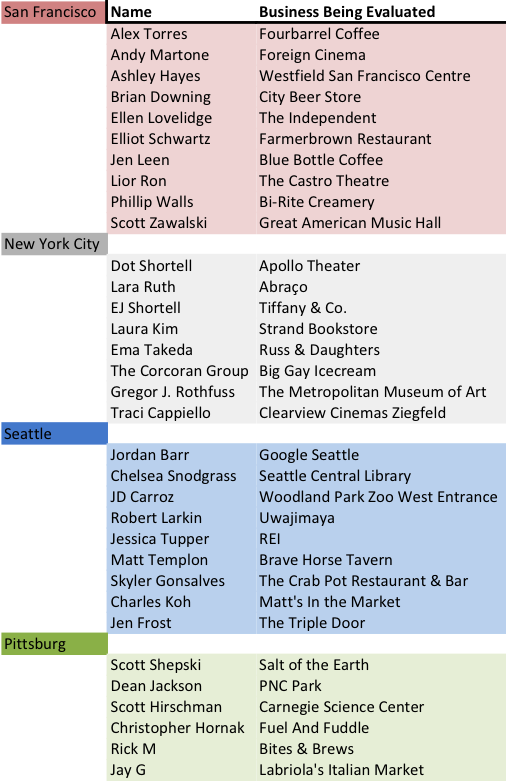 San Francisco Name Business Being Evaluated
Alex Torres Fourbarrel Coffee
Andy Martone Foreign Cinema
Ashley Hayes Westfield San Francisco Centre
Brian Downing City Beer Store
Ellen Lovelidge The Independent
Elliot Schwartz Farmerbrown Restaurant
Jen Leen Blue Bottle Coffee
Lior Ron The Castro Theatre
Phillip Walls Bi-Rite Creamery
Scott Zawalski Great American Music Hall
New York City
Dot Shortell Apollo Theater
Lara Ruth Abraço
EJ Shortell Tiffany & Co.
Laura Kim Strand Bookstore
Ema Takeda Russ & Daughters
The Corcoran Group Big Gay Icecream
Gregor J. Rothfuss The Metropolitan Museum of Art
Traci Cappiello Clearview Cinemas Ziegfeld
Seattle
Jordan Barr Google Seattle
Chelsea Snodgrass Seattle Central Library
JD Carroz Woodland Park Zoo West Entrance
Robert Larkin Uwajimaya
Jessica Tupper REI
Matt Templon Brave Horse Tavern
Skyler Gonsalves The Crab Pot Restaurant & Bar
Charles Koh Matt's In the Market
Jen Frost The Triple Door
Pittsburg
Scott Shepski Salt of the Earth
Dean Jackson PNC Park
Scott Hirschman Carnegie Science Center
Christopher Hornak Fuel And Fuddle
Rick M Bites & Brews
Jay G Labriola's Italian Market